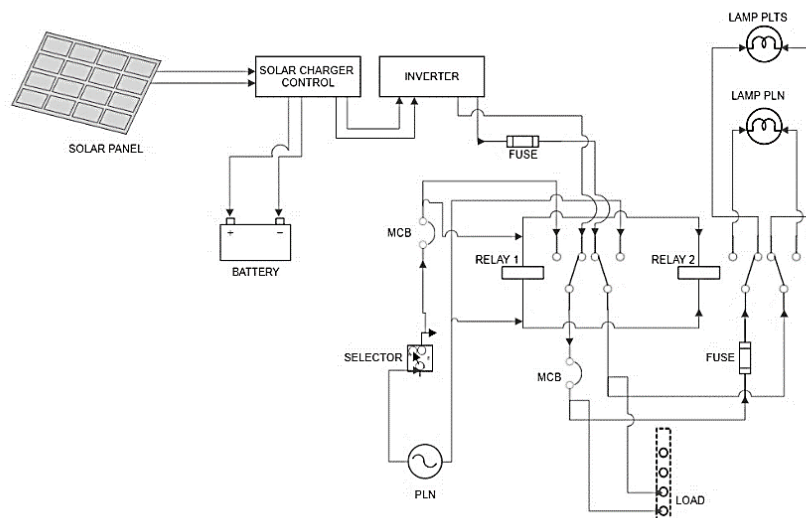 LAMP PLTS
SOLAR CHARGER
CONTROL
INVERTER
LAMP PLN
SOLAR PANEL
FUSE
MCB
+
-
BATTERY
RELAY 1
RELAY 2
SELECTOR
FUSE
MCB
PLN
LOAD